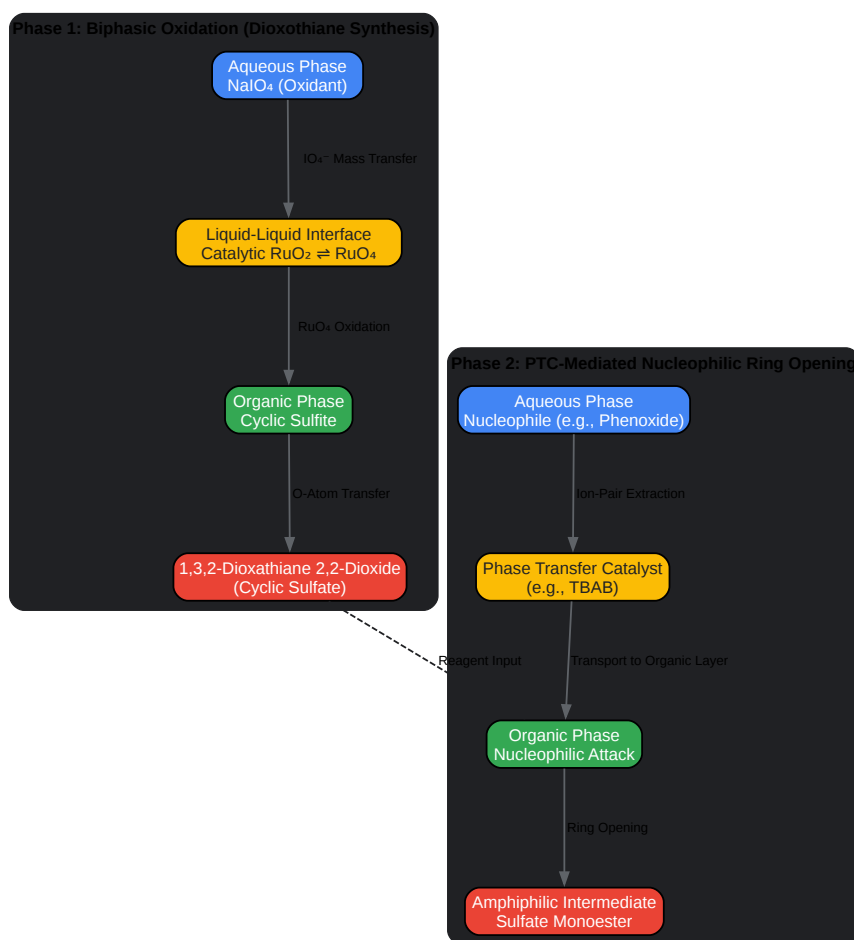 Phase 1: Biphasic Oxidation (Dioxothiane Synthesis)
Aqueous Phase
NaIO₄ (Oxidant)
IO₄⁻ Mass Transfer
Liquid-Liquid Interface
Catalytic RuO₂ ⇌ RuO₄
RuO₄ Oxidation
Organic Phase
Cyclic Sulfite
O-Atom Transfer
1,3,2-Dioxathiane 2,2-Dioxide
(Cyclic Sulfate)
Reagent Input
Phase 2: PTC-Mediated Nucleophilic Ring Opening
Aqueous Phase
Nucleophile (e.g., Phenoxide)
Ion-Pair Extraction
Phase Transfer Catalyst
(e.g., TBAB)
Transport to Organic Layer
Organic Phase
Nucleophilic Attack
Ring Opening
Amphiphilic Intermediate
Sulfate Monoester